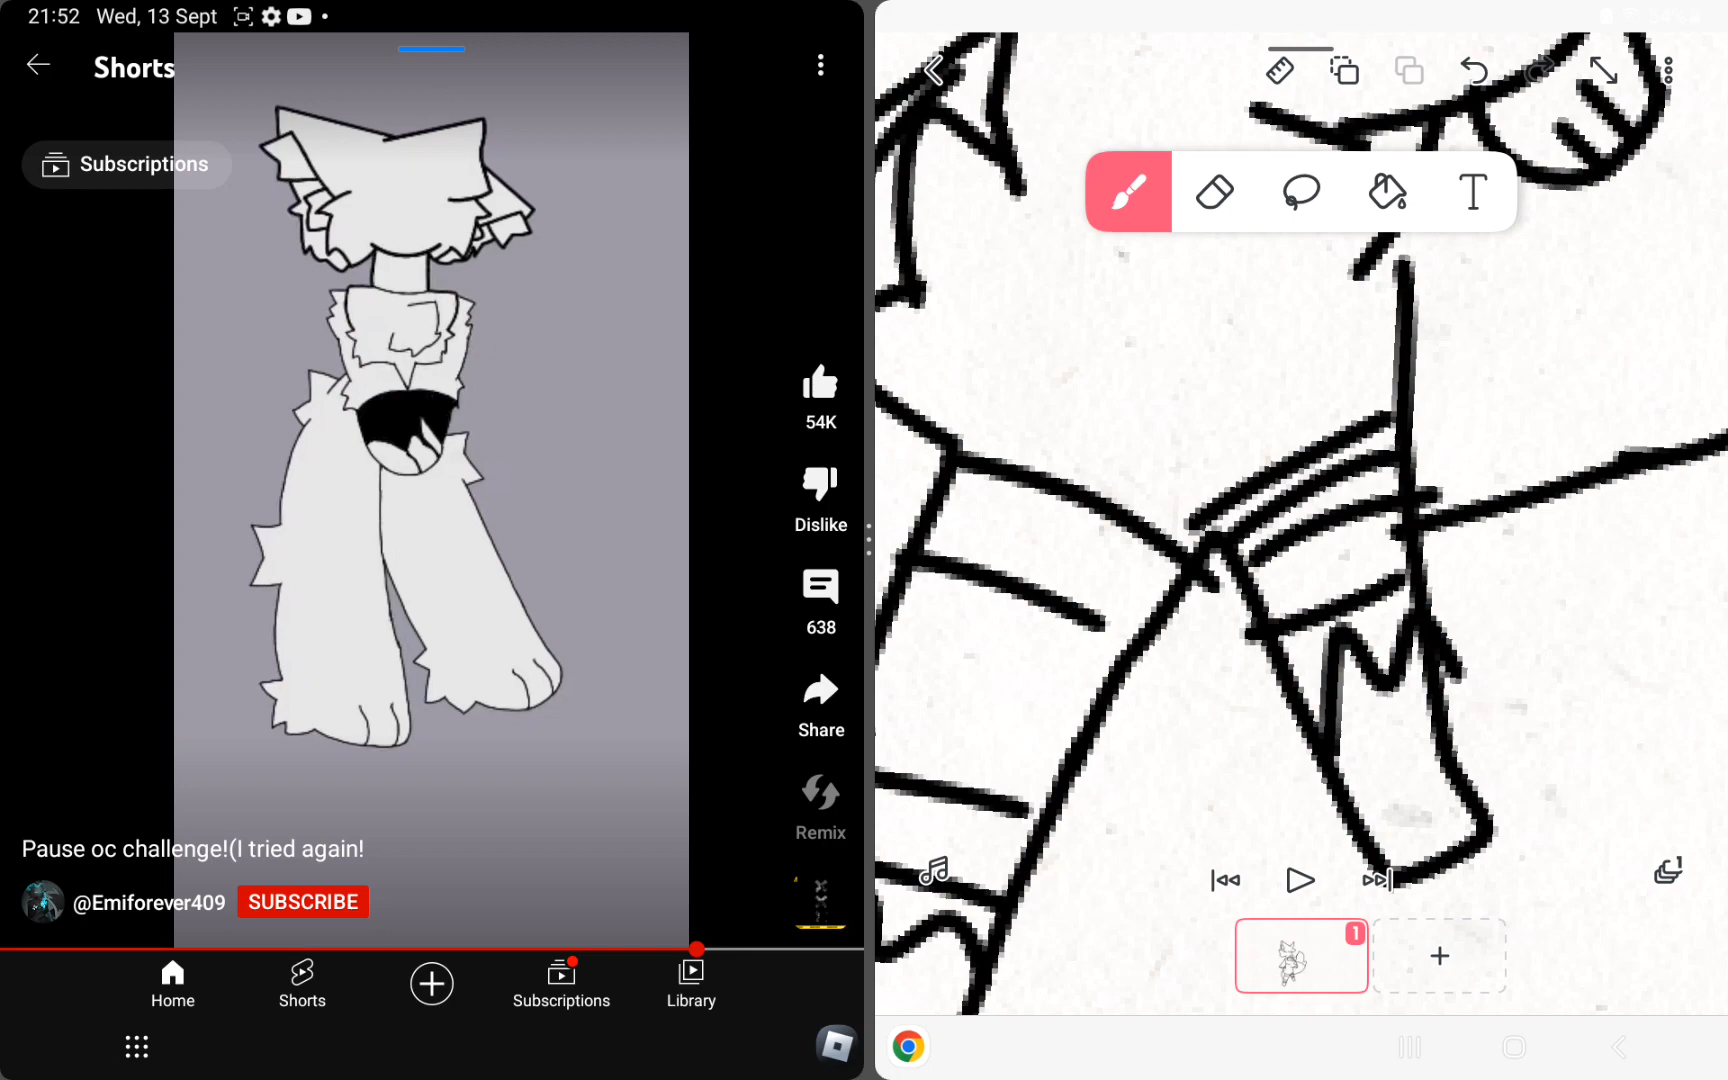 21:52 Wed, 13 Sept
Shorts
Subscriptions
54K
Dislike
638
Share
Remix
Pause oc challenge!(I tried again!
@Emiforever409 SUBSCRIBE
Home Shorts Subscriptions Library
T
1
1